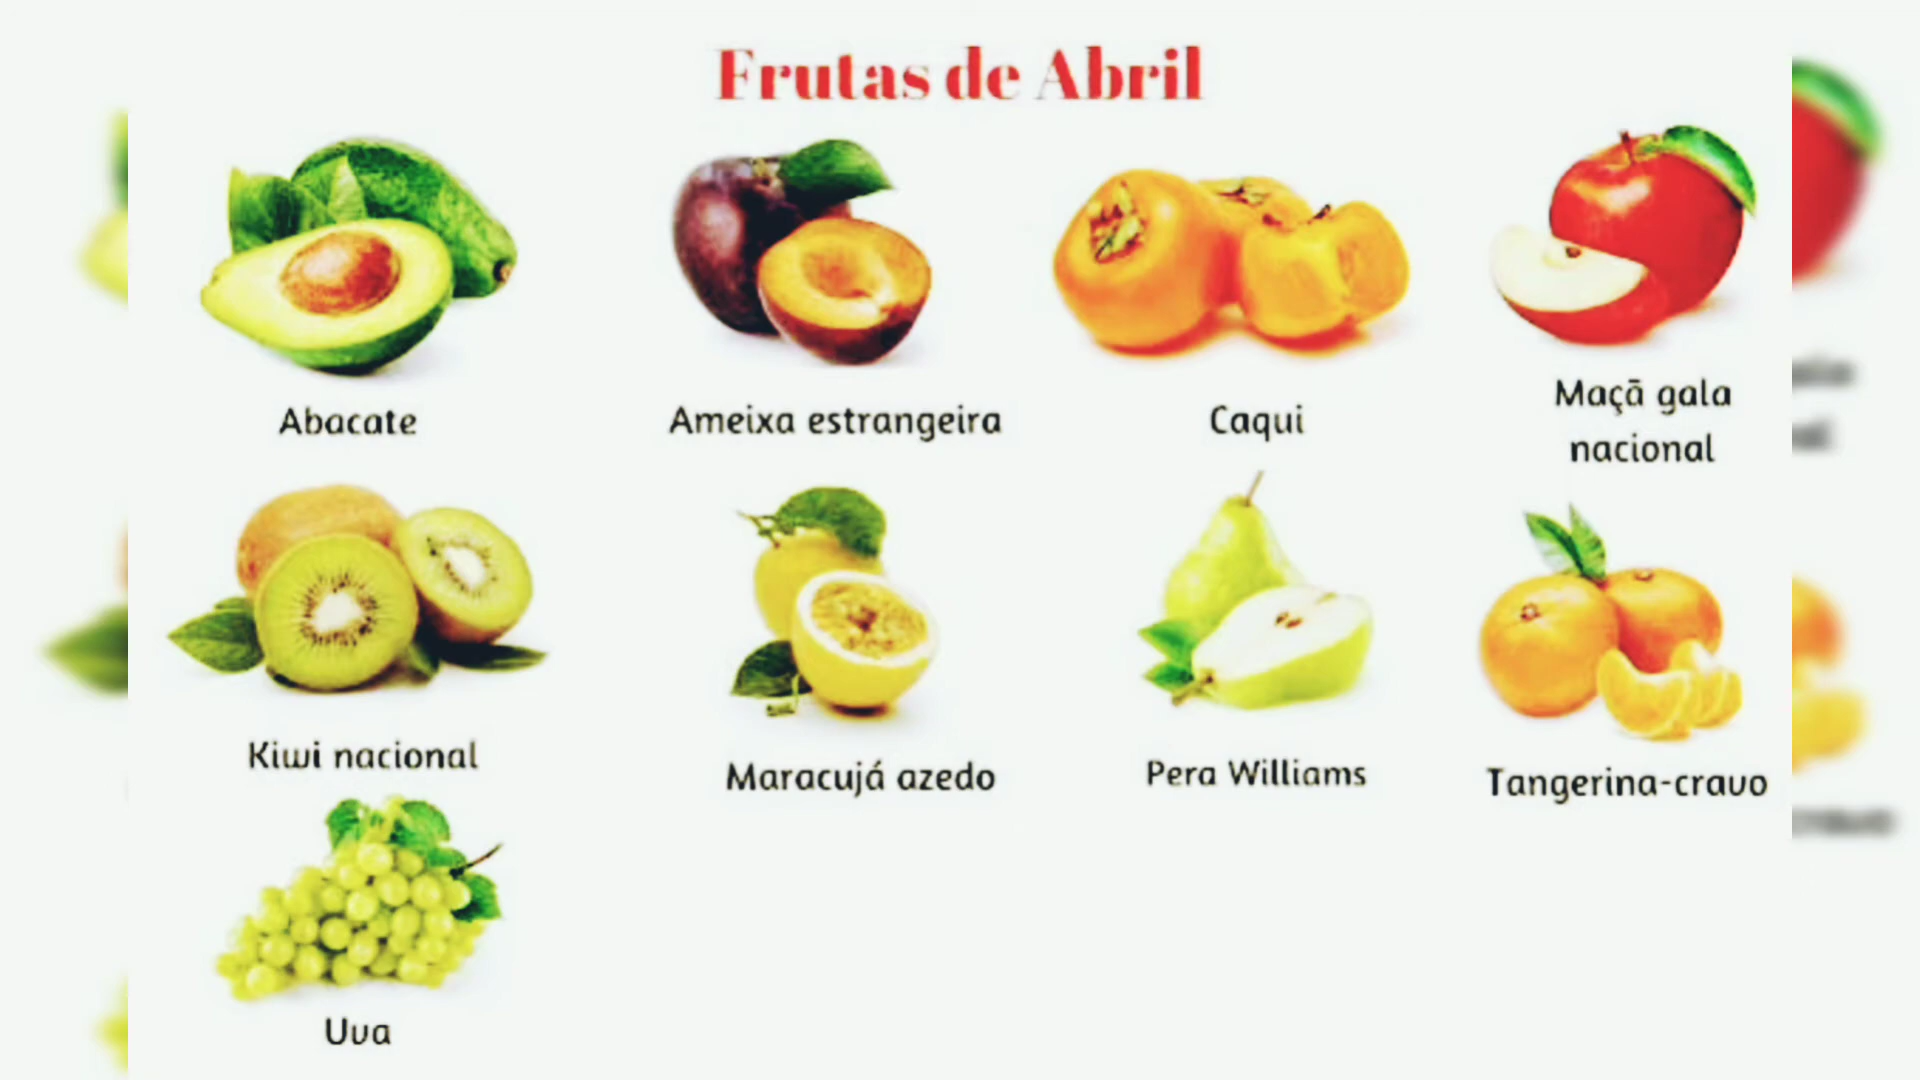 Frutas de Abril
Abacate
Ameixa estrangeira
Caqui
Maçã gala
nacional
Kiwi nacional
Maracujá azedo
Pera Williams
Tangerina-cravo
Uva